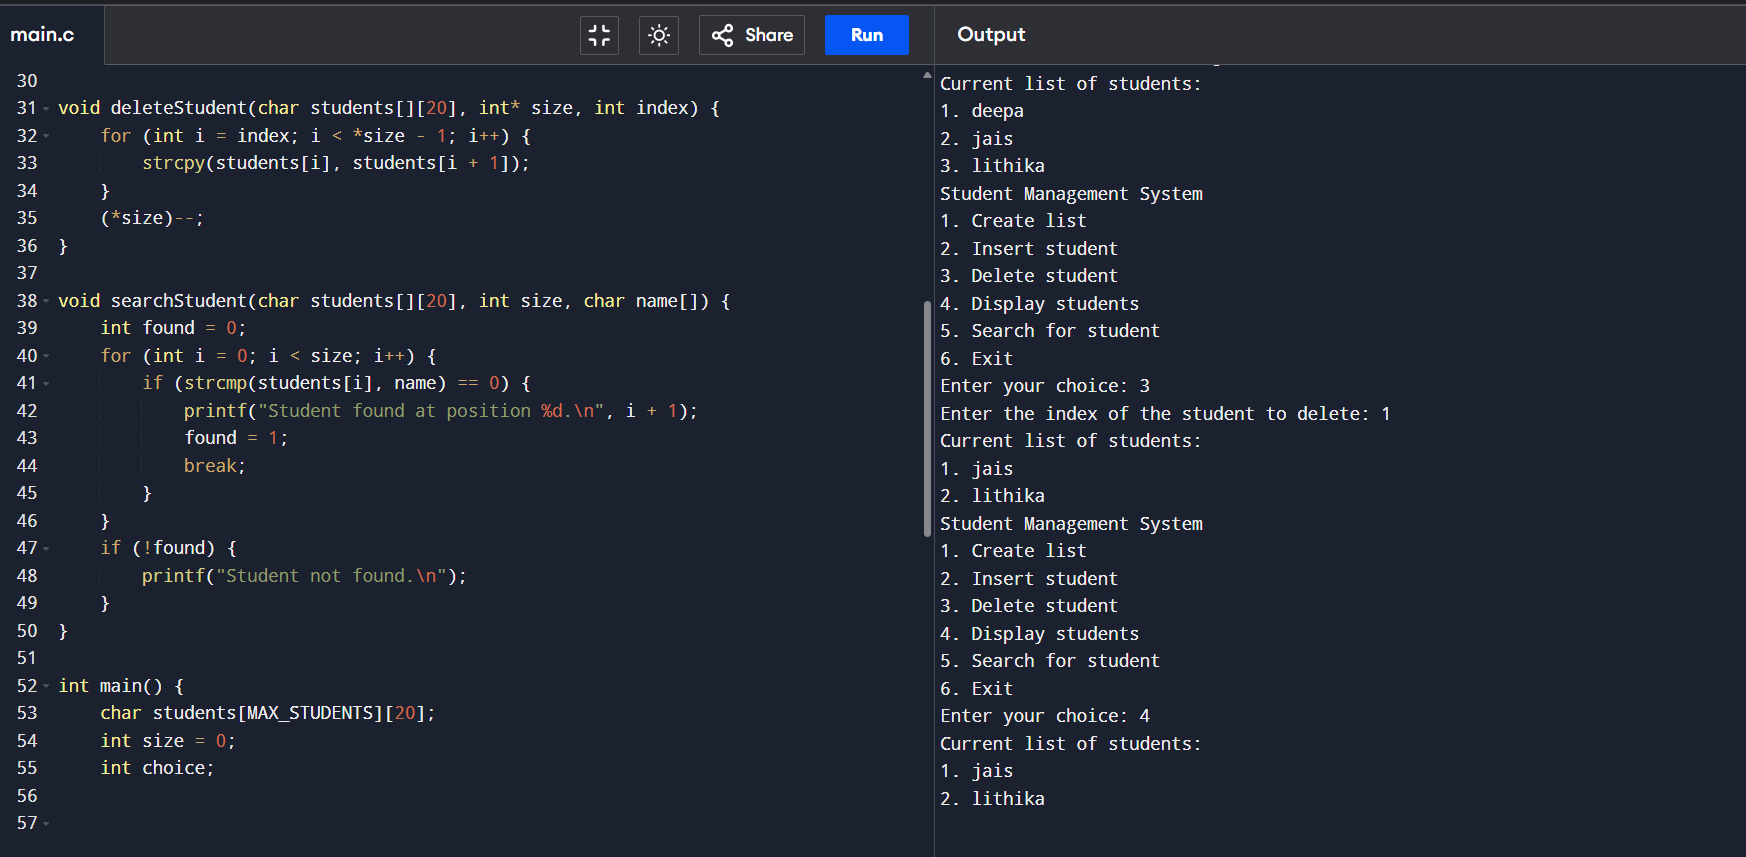 main.c
Share
Run
Output
30
31 void deleteStudent(char students[][20], int* size, int index) {
32     for (int i = index; i < *size - 1; i++) {
33         strcpy(students[i], students[i + 1]);
34     }
35     (*size)--;
36 }
37
38 void searchStudent(char students[][20], int size, char name[]) {
39     int found = 0;
40     for (int i = 0; i < size; i++) {
41         if (strcmp(students[i], name) == 0) {
42             printf("Student found at position %d.\n", i + 1);
43             found = 1;
44             break;
45         }
46     }
47     if (!found) {
48         printf("Student not found.\n");
49     }
50 }
51
52 int main() {
53     char students[MAX_STUDENTS][20];
54     int size = 0;
55     int choice;
56
57
Current list of students:
1. deepa
2. jais
3. lithika
Student Management System
1. Create list
2. Insert student
3. Delete student
4. Display students
5. Search for student
6. Exit
Enter your choice: 3
Enter the index of the student to delete: 1
Current list of students:
1. jais
2. lithika
Student Management System
1. Create list
2. Insert student
3. Delete student
4. Display students
5. Search for student
6. Exit
Enter your choice: 4
Current list of students:
1. jais
2. lithika